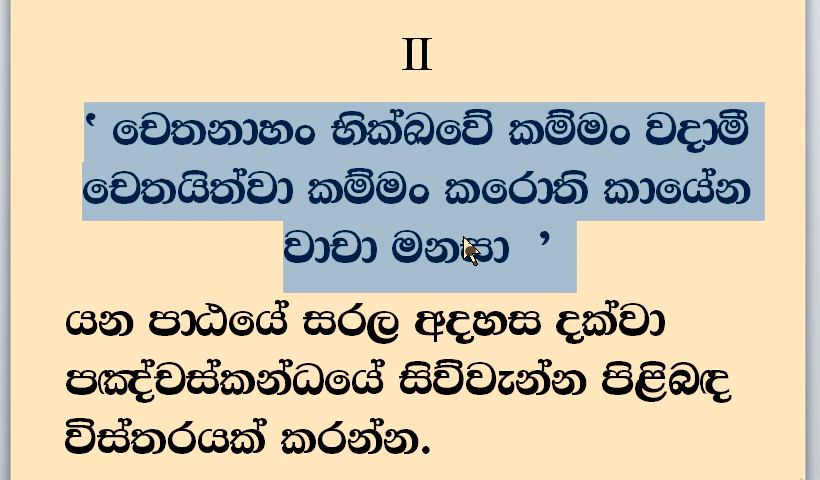 II
‘ චෙතනාහං භික්ඛවේ කම්මං වදාමී
චෙතයිත්වා කම්මං කරොති කායේන
වාචා මනසා ’
යන පාඨයේ සරල අදහස දක්වා
පඤ්චස්කන්ධයේ සිව්වැන්න පිළිබඳ
විස්තරයක් කරන්න.